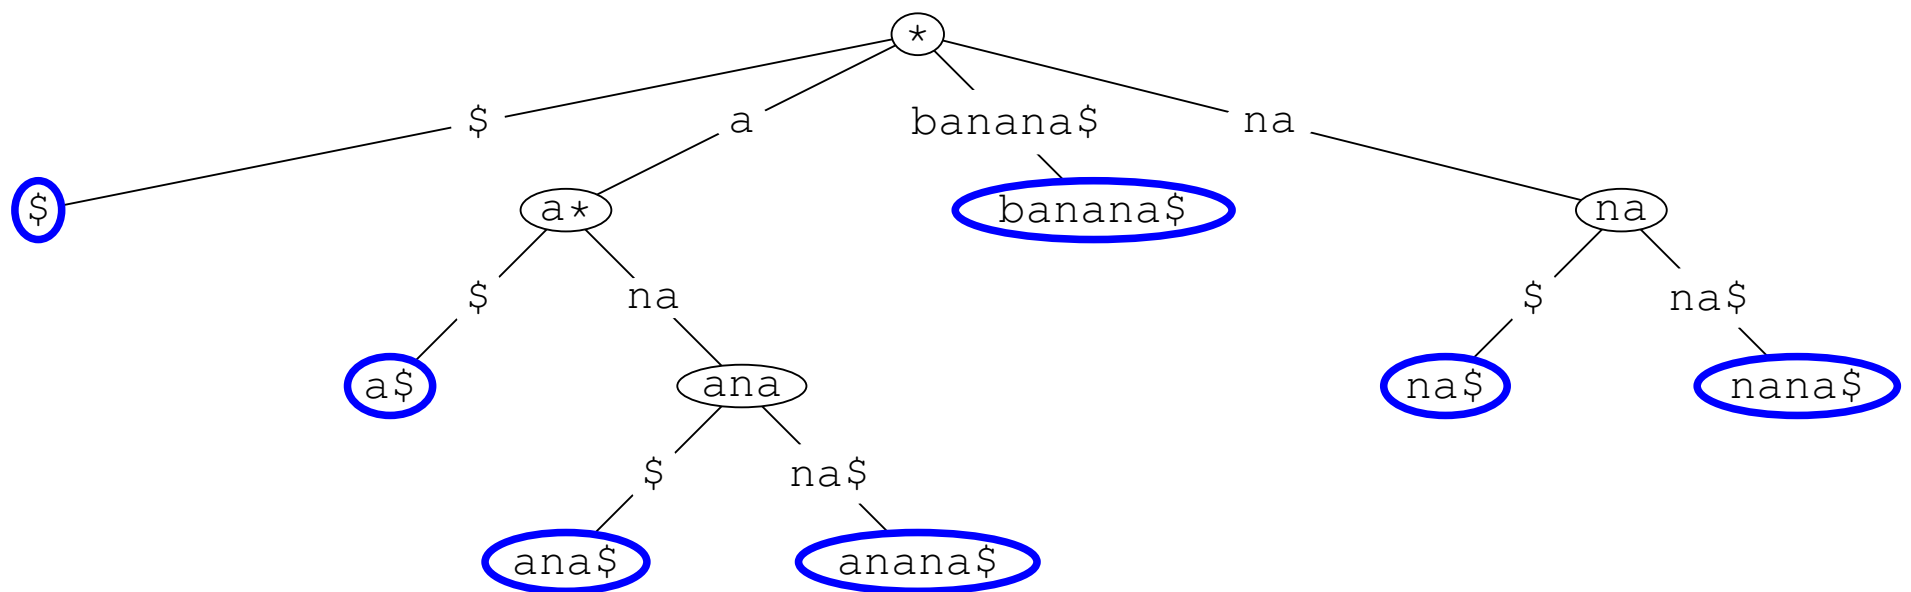 *
$ a banana$ na
$ a* banana$ na
$ na $ na$
a$ ana na$ nana$
$ na$
ana$ anana$